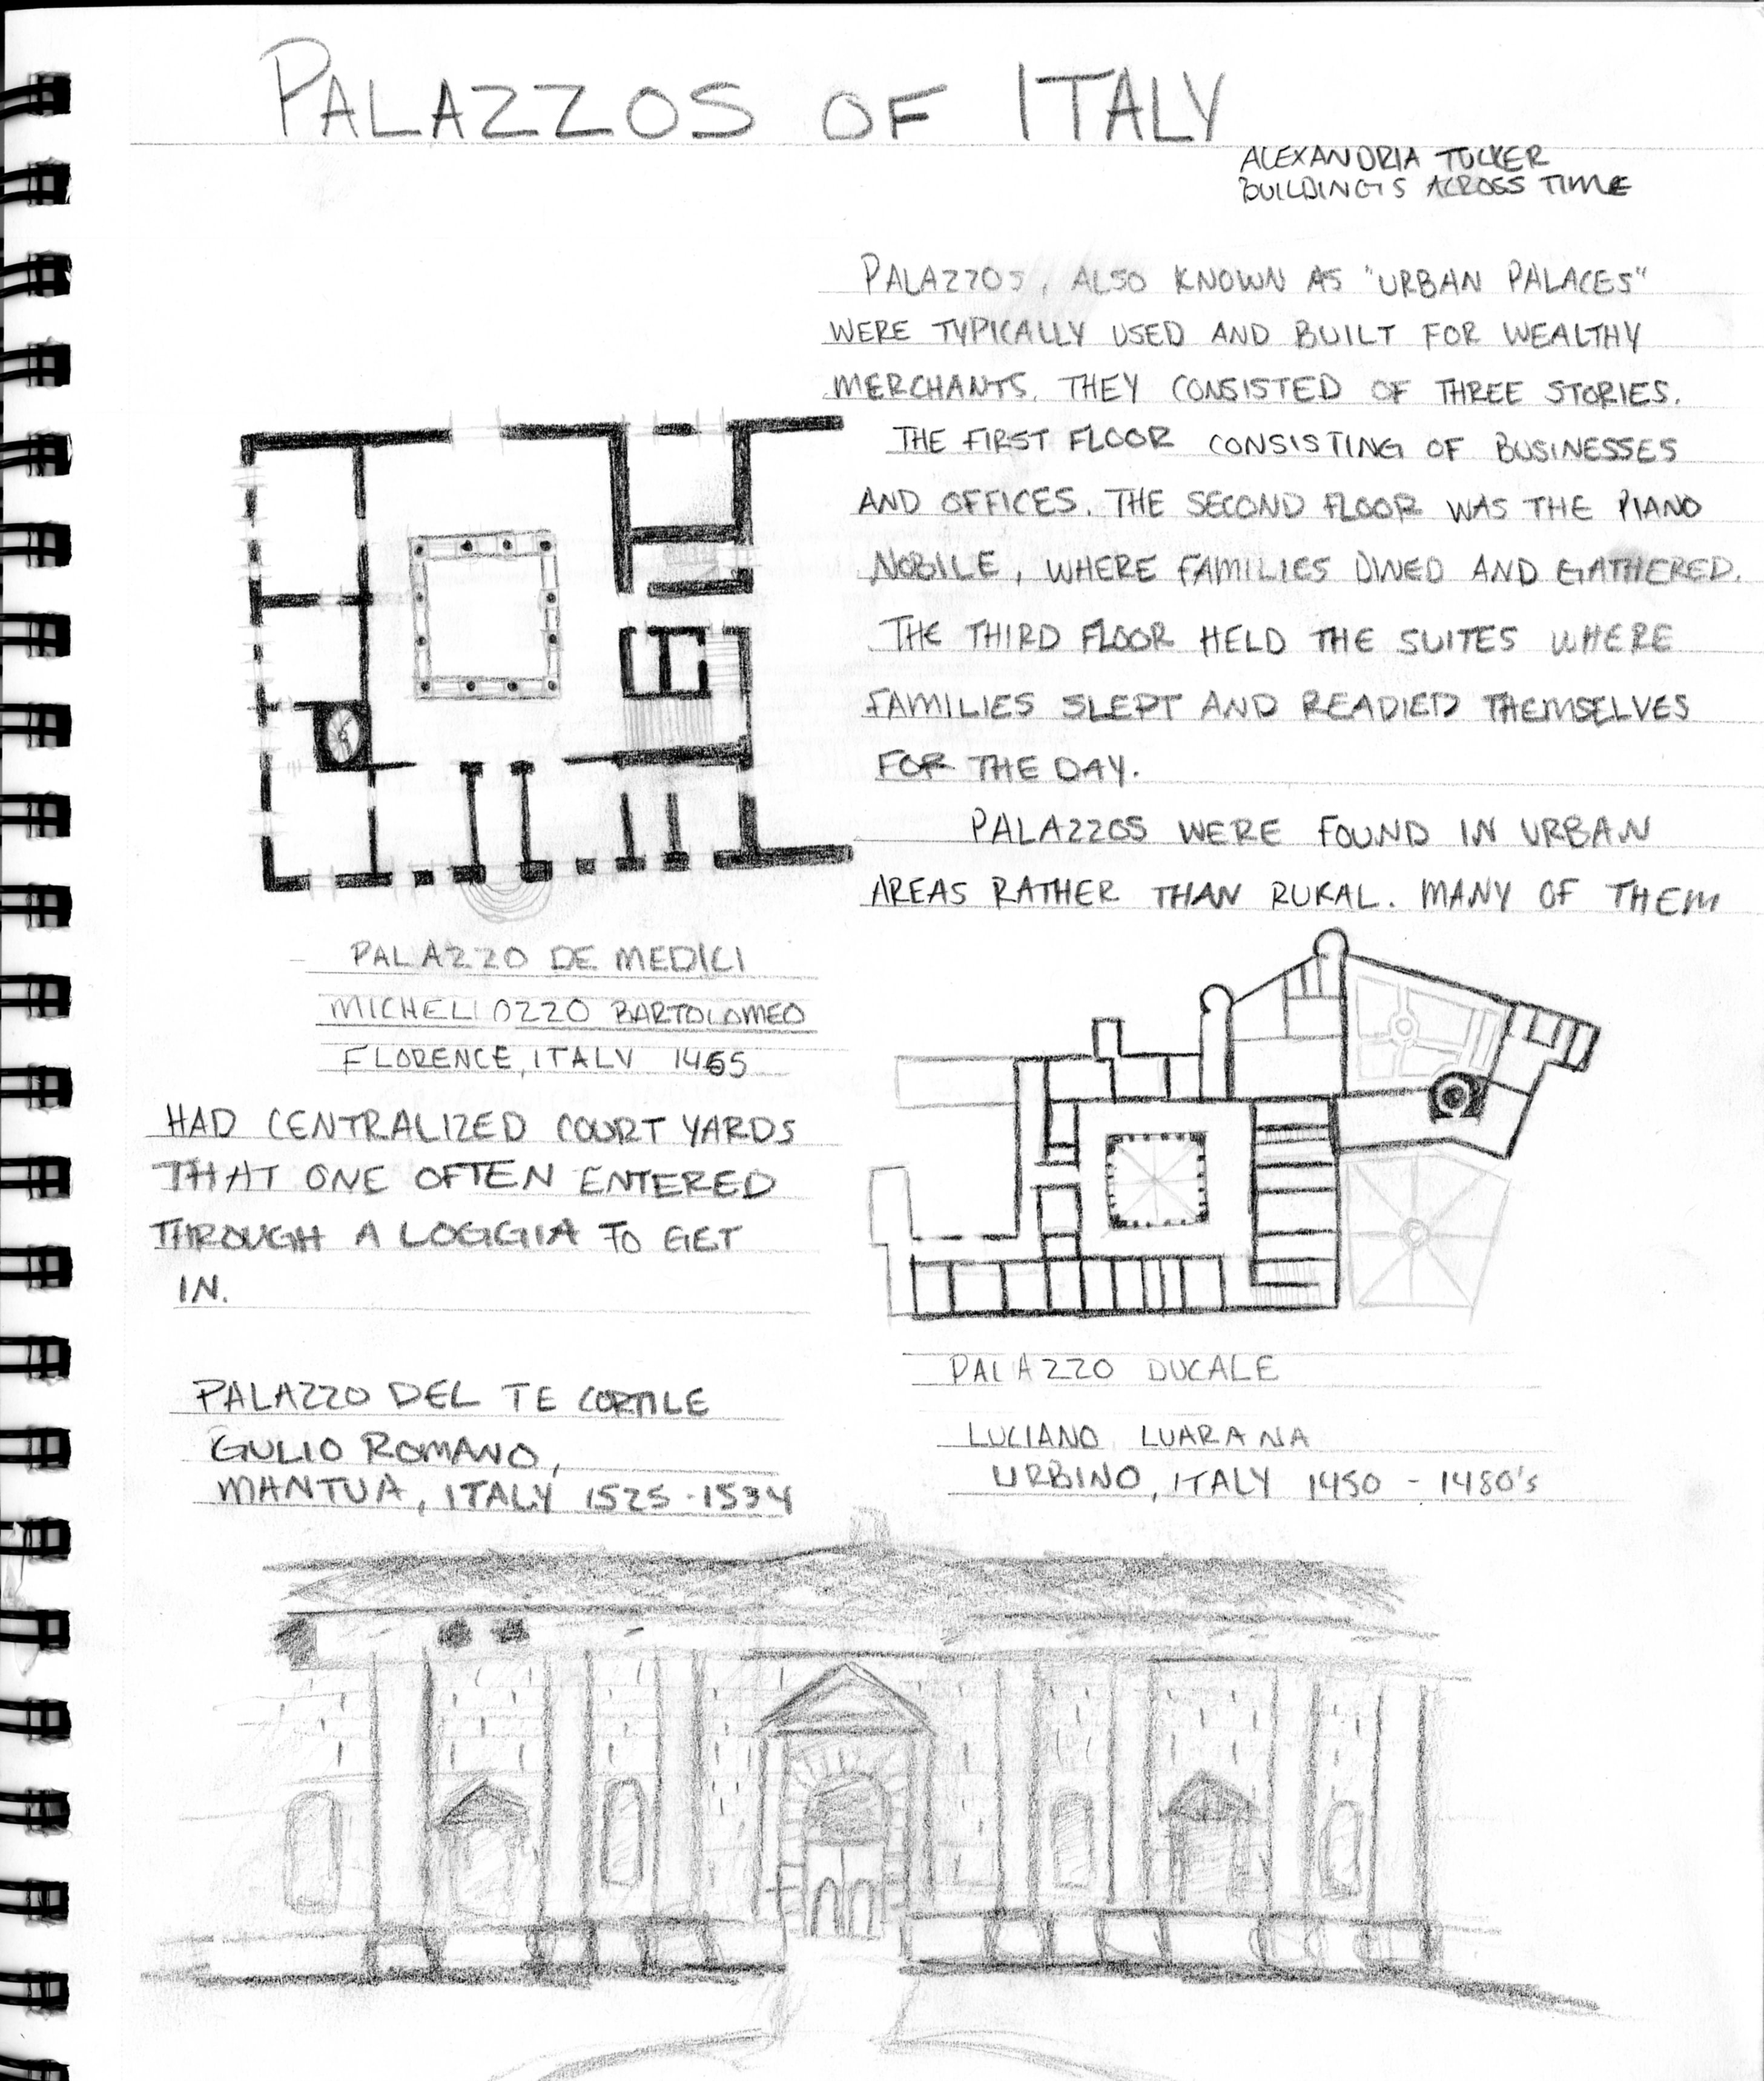 PALAZZOS OF ITALY
ALEXANDRIA TUCKER
BUILDINGS ACROSS TIME
PALAZZOS, ALSO KNOWN AS "URBAN PALACES"
WERE TYPICALLY USED AND BUILT FOR WEALTHY
MERCHANTS. THEY CONSISTED OF THREE STORIES.
THE FIRST FLOOR CONSISTING OF BUSINESSES
AND OFFICES. THE SECOND FLOOR WAS THE PIANO
NOBILE, WHERE FAMILIES DINED AND GATHERED.
THE THIRD FLOOR HELD THE SUITES WHERE
FAMILIES SLEPT AND READIED THEMSELVES
FOR THE DAY.
PALAZZOS WERE FOUND IN URBAN
AREAS RATHER THAN RURAL. MANY OF THEM
PALAZZO DE MEDICI
MICHELLOZZO BARTOLOMEO
FLORENCE, ITALY
HAD CENTRALIZED COURT YARDS
THAT ONE OFTEN ENTERED
THROUGH A LOGGIA TO GET
IN.
PALAZZO DUCALE
LUCIANO LUARANA
URBINO, ITALY 1450 - 1480's
PALAZZO DEL TE CORTILE
GULIO ROMANO,
MANTUA, ITALY 1525-1534